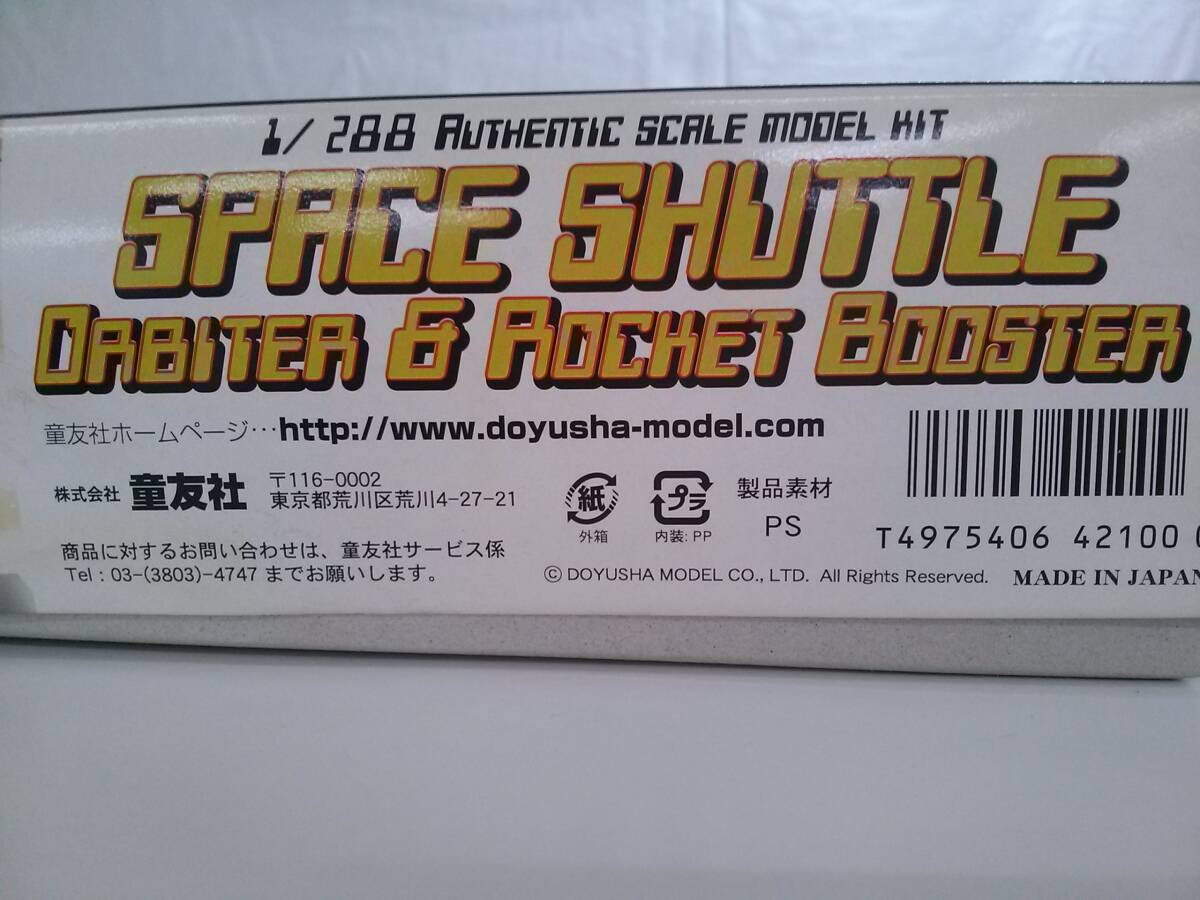 1/288 AUTHENTIC SCALE MODEL KIT
SPACE SHUTTLE
ORBITER & ROCKET BOOSTER
童友社ホームページ…http://www.doyusha-model.com
株式会社 童友社
〒116-0002
東京都荒川区荒川4-27-21
紙
外箱
プラ
内装: PP
製品素材
PS
T4975406 42100
商品に対するお問い合わせは、童友社サービス係
Tel : 03-(3803)-4747 までお願いします。
© DOYUSHA MODEL CO., LTD. All Rights Reserved. MADE IN JAPAN